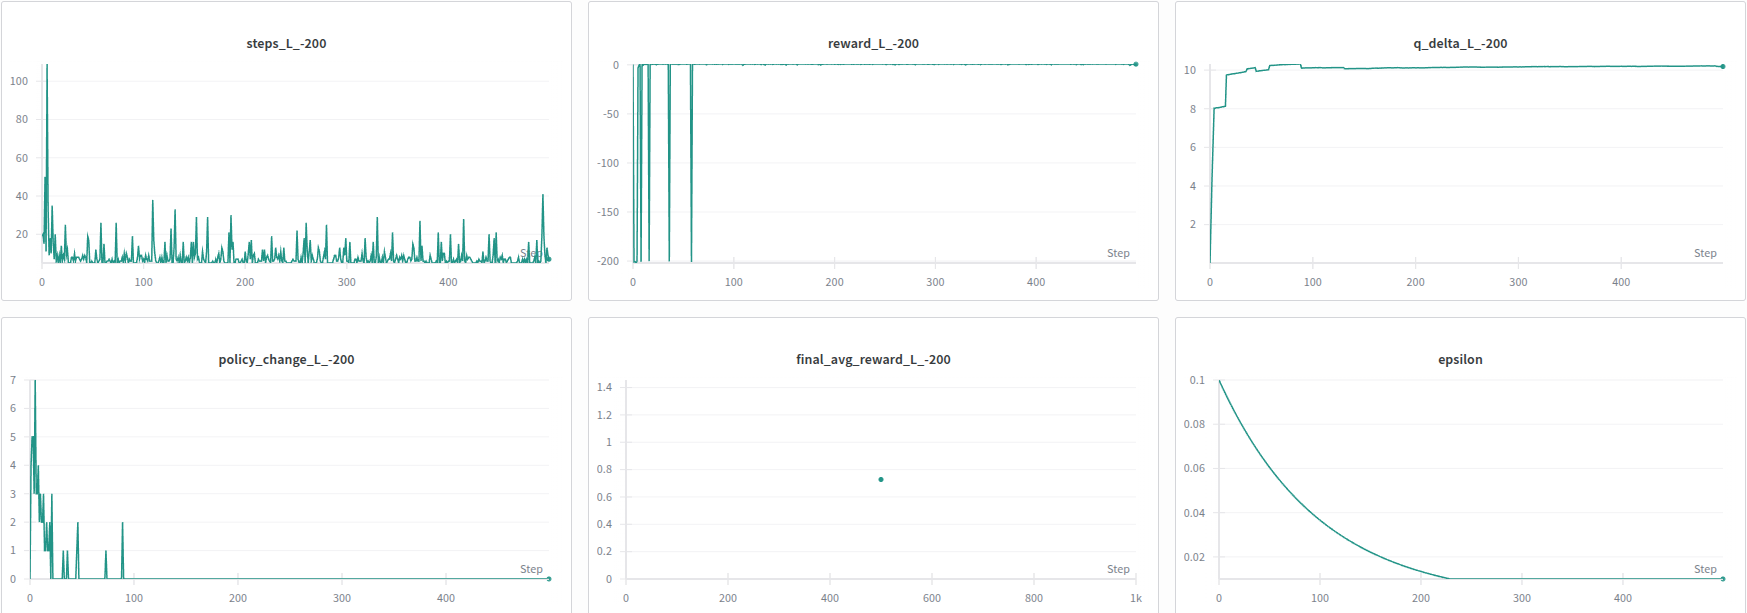 steps_L_-200
100
80
60
40
20
Step
0 100 200 300 400
reward_L_-200
0
-50
-100
-150
-200
Step
0 100 200 300 400
q_delta_L_-200
10
8
6
4
2
Step
0 100 200 300 400
policy_change_L_-200
7
6
5
4
3
2
1
0
Step
0 100 200 300 400
final_avg_reward_L_-200
1.4
1.2
1
0.8
0.6
0.4
0.2
0
Step
0 200 400 600 800 1k
epsilon
0.1
0.08
0.06
0.04
0.02
Step
0 100 200 300 400